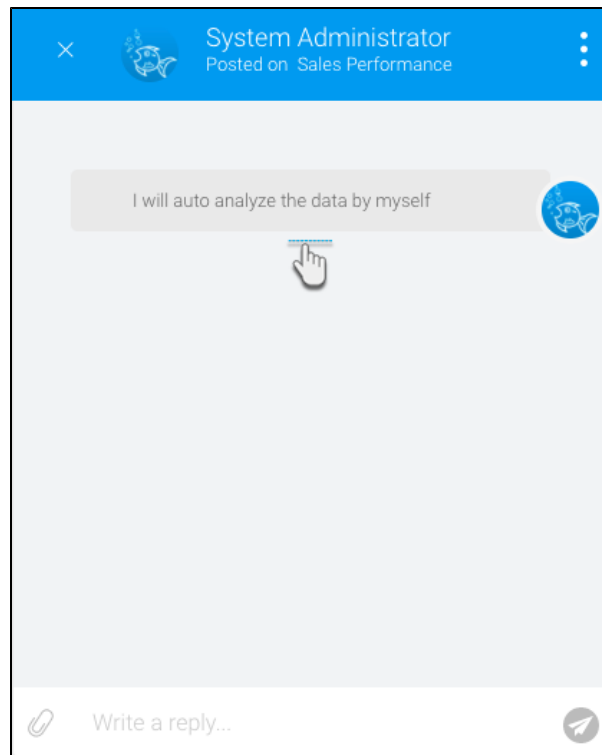 System Administrator
Posted on Sales Performance
I will auto analyze the data by myself
Write a reply...